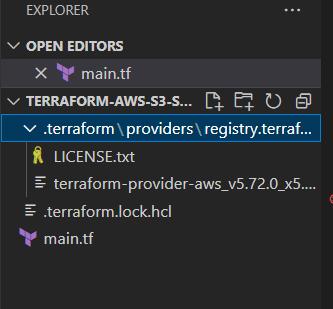 EXPLORER
OPEN EDITORS
main.tf
TERRAFORM-AWS-S3-S...
.terraform\providers\registry.terraf...
LICENSE.txt
terraform-provider-aws_v5.72.0_x5....
.terraform.lock.hcl
main.tf